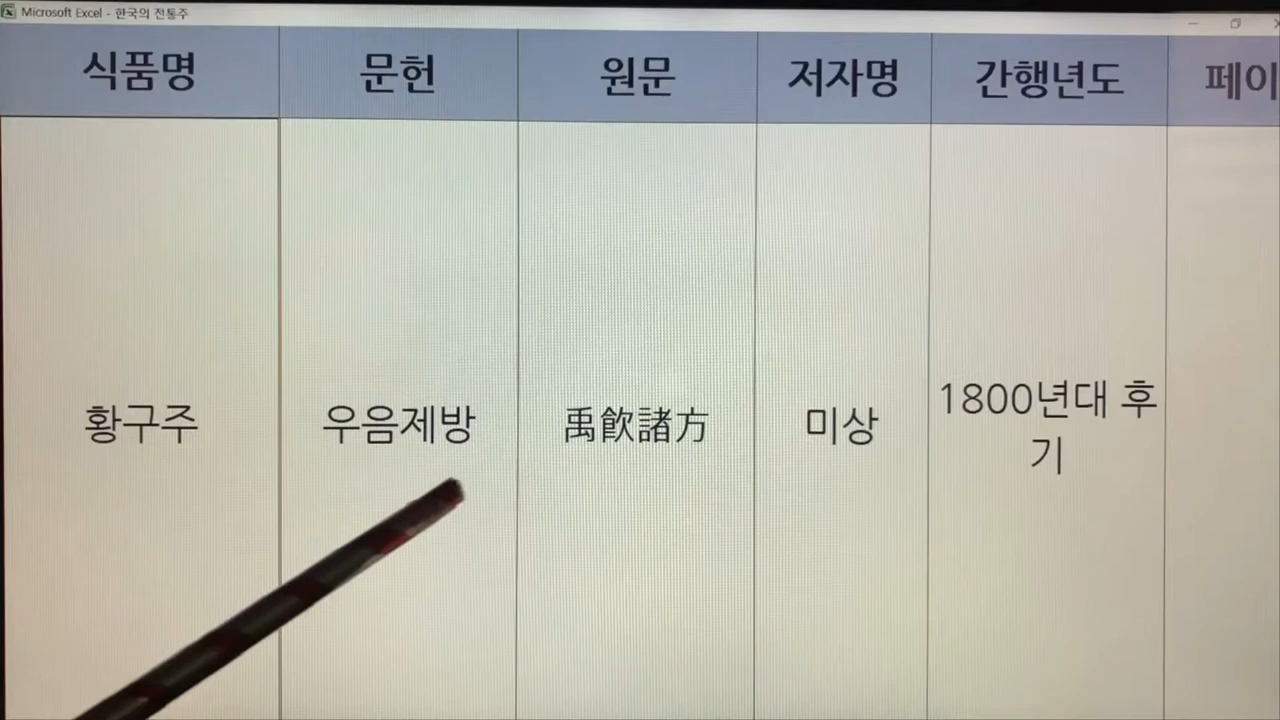 Microsoft Excel - 한국의 전통주
식품명 문헌 원문 저자명 간행년도 페이
황구주 우음제방 禹飮諸方 미상 1800년대 후
기